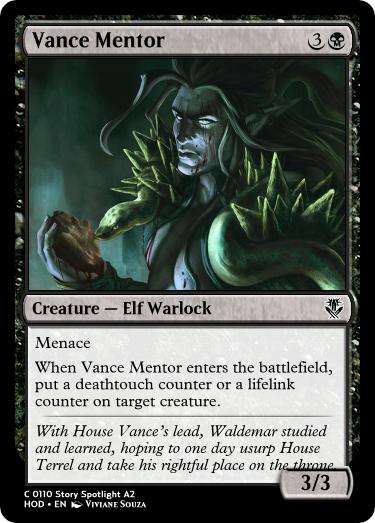 Vance Mentor 3
Creature — Elf Warlock
Menace
When Vance Mentor enters the battlefield,
put a deathtouch counter or a lifelink
counter on target creature.
With House Vance's lead, Waldemar studied
and learned, hoping to one day usurp House
Terrel and take his rightful place on the throne.
3/3
C 0110 Story Spotlight A2
HOD • EN Viviane Souza